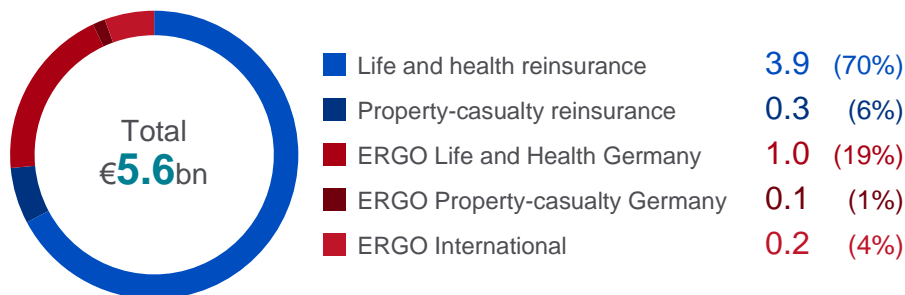 Total
€5.6bn
Life and health reinsurance 3.9 (70%)
Property-casualty reinsurance 0.3 (6%)
ERGO Life and Health Germany 1.0 (19%)
ERGO Property-casualty Germany 0.1 (1%)
ERGO International 0.2 (4%)